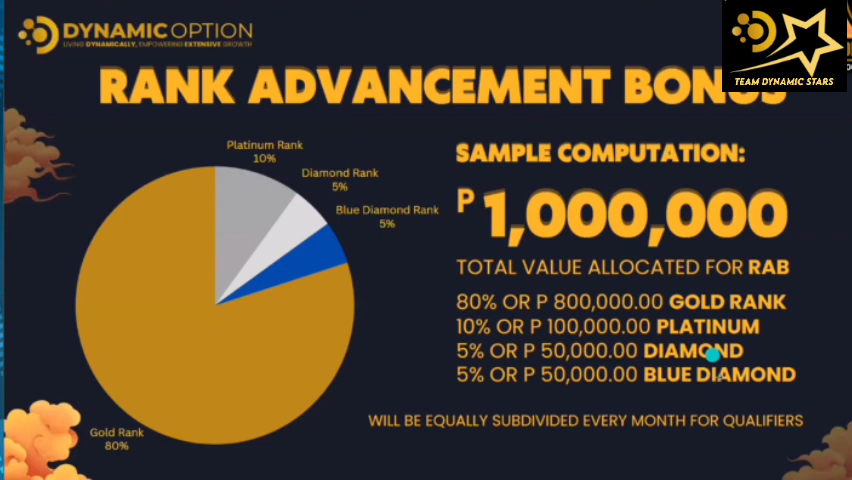 DYNAMIC OPTION
LIVING DYNAMICALLY, EMPOWERING EXTENSIVE GROWTH
TEAM DYNAMIC STARS
RANK ADVANCEMENT BONUS
Platinum Rank
10%
Diamond Rank
5%
Blue Diamond Rank
5%
Gold Rank
80%
SAMPLE COMPUTATION:
P 1,000,000
TOTAL VALUE ALLOCATED FOR RAB
80% OR P 800,000.00 GOLD RANK
10% OR P 100,000.00 PLATINUM
5% OR P 50,000.00 DIAMOND
5% OR P 50,000.00 BLUE DIAMOND
WILL BE EQUALLY SUBDIVIDED EVERY MONTH FOR QUALIFIERS